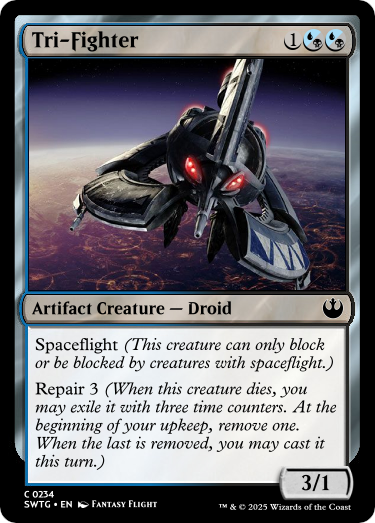 Tri-Fighter 1
Artifact Creature — Droid
Spaceflight (This creature can only block
or be blocked by creatures with spaceflight.)
Repair 3 (When this creature dies, you
may exile it with three time counters. At the
beginning of your upkeep, remove one.
When the last is removed, you may cast it
this turn.)
3/1
C 0234
SWTG • EN Fantasy Flight
™ & © 2025 Wizards of the Coast